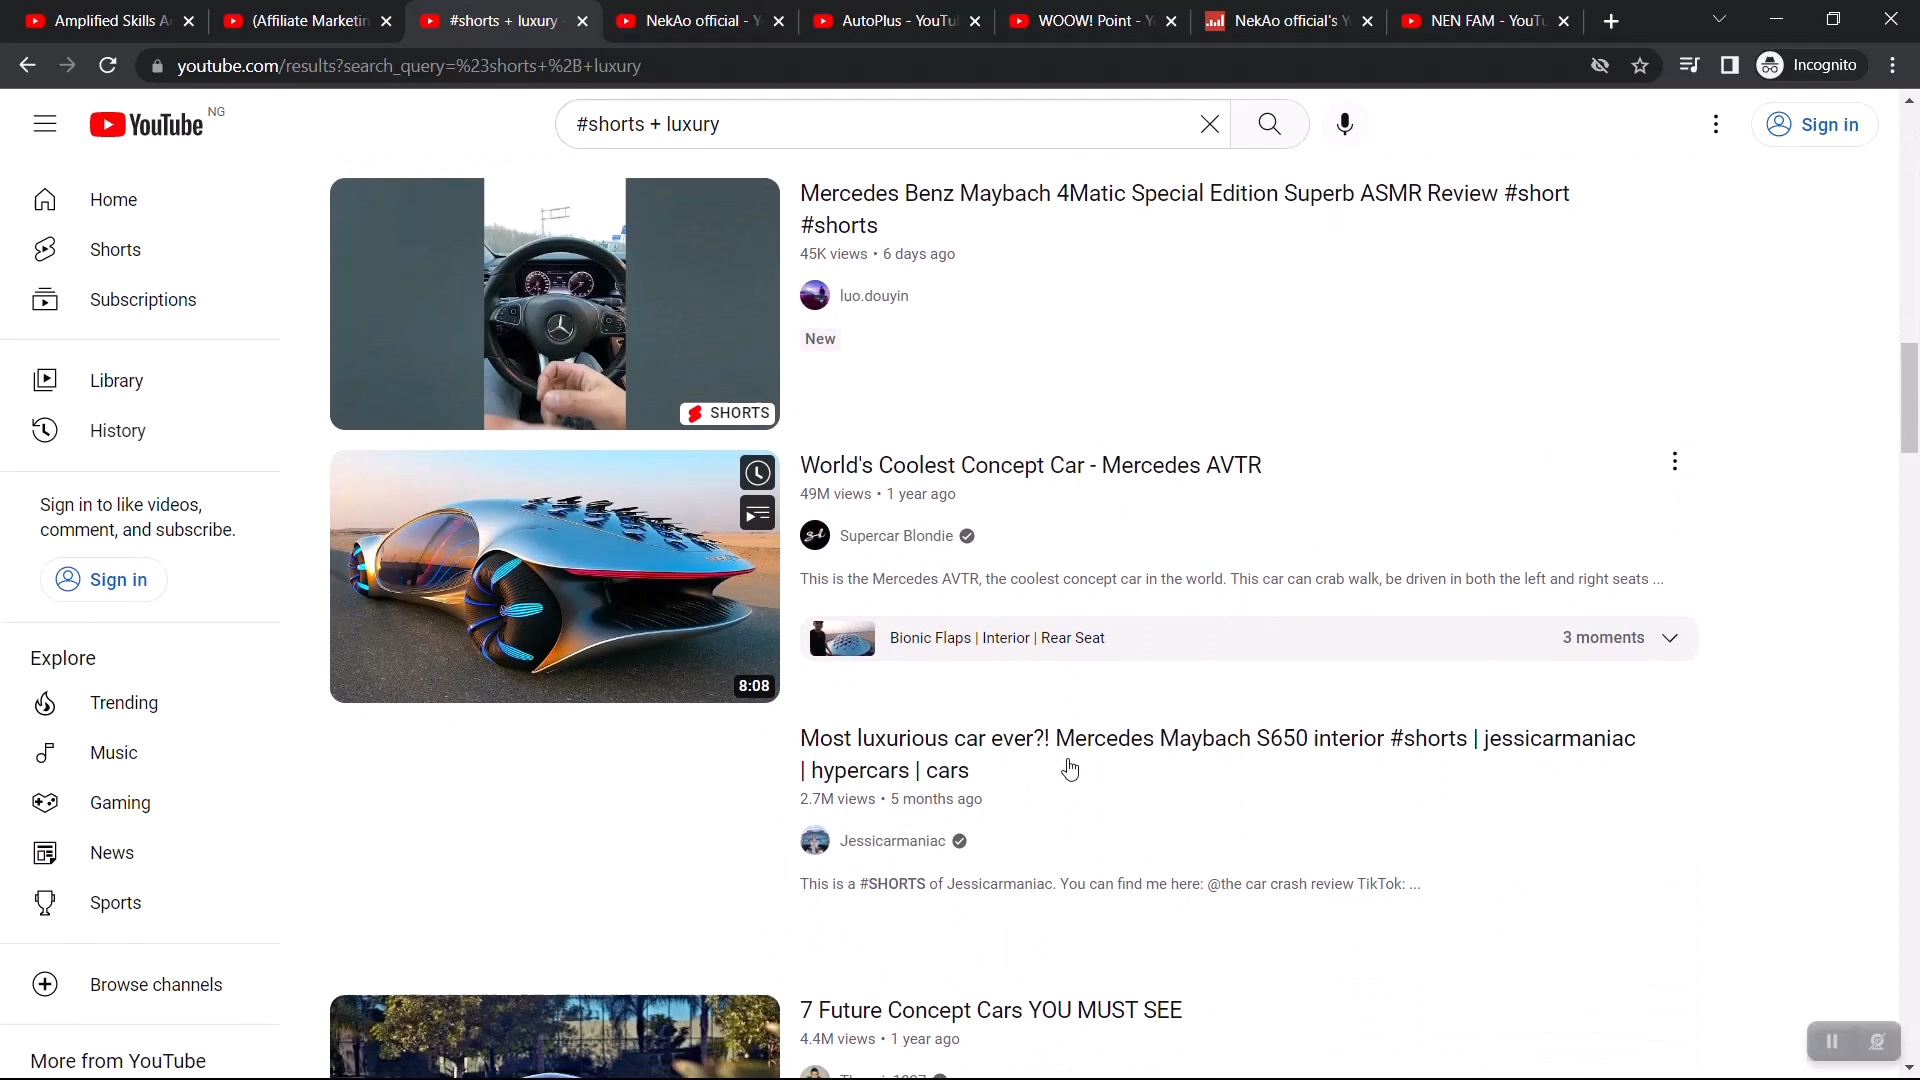 Amplified Skills A
(Affiliate Marketin
#shorts + luxury
NekAo official - Y
AutoPlus - YouTu
WOOW! Point - Y
NekAo official's Y
NEN FAM - YouTu
youtube.com/results?search_query=%23shorts+%2B+luxury
Incognito
YouTube NG
#shorts + luxury
Sign in
Home
Shorts
Subscriptions
Library
History
Sign in to like videos,
comment, and subscribe.
Sign in
Explore
Trending
Music
Gaming
News
Sports
Browse channels
More from YouTube
SHORTS
Mercedes Benz Maybach 4Matic Special Edition Superb ASMR Review #short
#shorts
45K views • 6 days ago
luo.douyin
New
8:08
World's Coolest Concept Car - Mercedes AVTR
49M views • 1 year ago
Supercar Blondie
This is the Mercedes AVTR, the coolest concept car in the world. This car can crab walk, be driven in both the left and right seats ...
Bionic Flaps | Interior | Rear Seat
3 moments
Most luxurious car ever?! Mercedes Maybach S650 interior #shorts | jessicarmaniac
| hypercars | cars
2.7M views • 5 months ago
Jessicarmaniac
This is a #SHORTS of Jessicarmaniac. You can find me here: @the car crash review TikTok: ...
7 Future Concept Cars YOU MUST SEE
4.4M views • 1 year ago